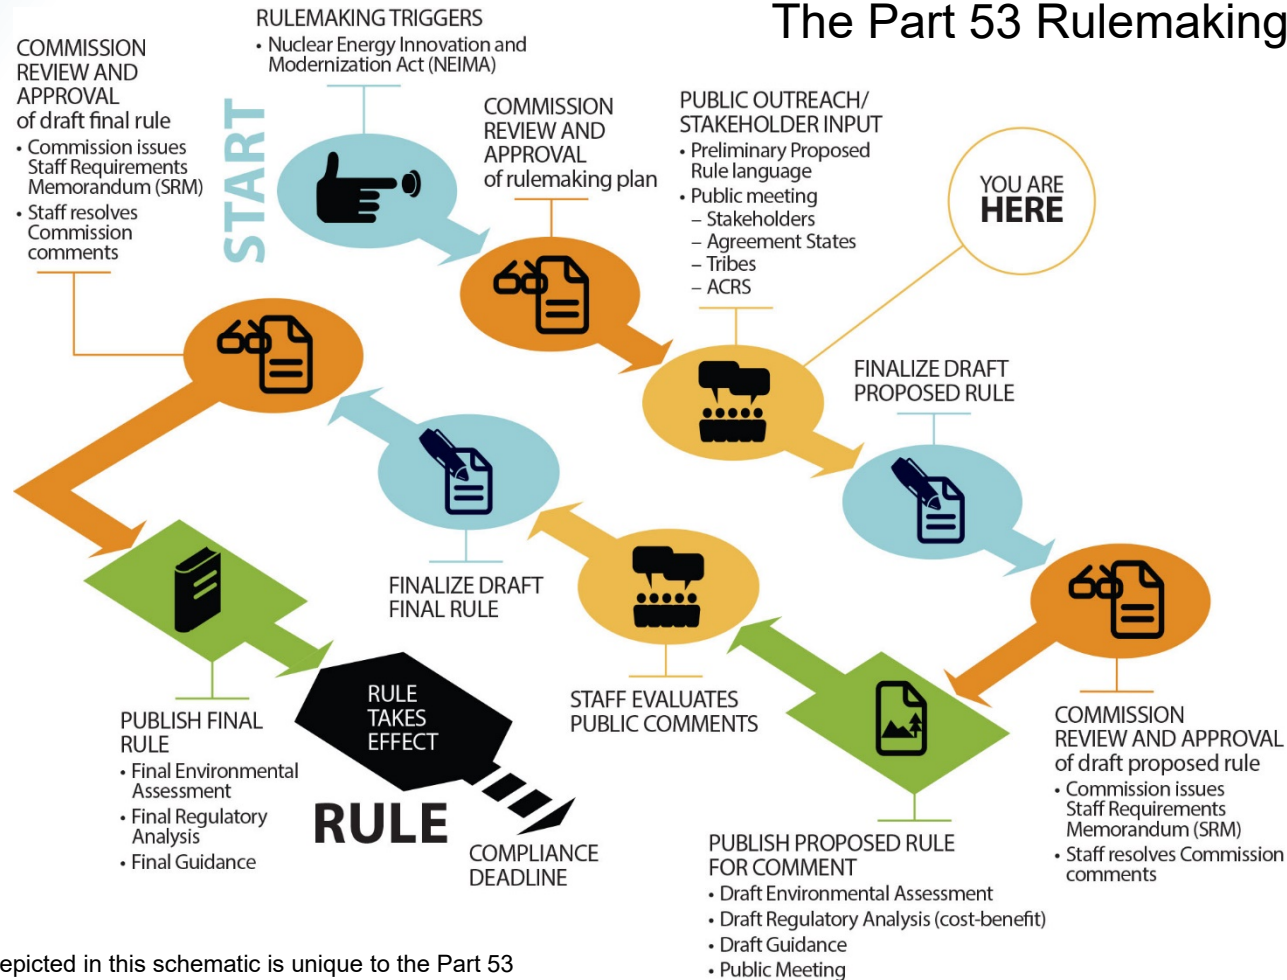 The Part 53 Rulemaking
RULEMAKING TRIGGERS
• Nuclear Energy Innovation and
Modernization Act (NEIMA)
START
COMMISSION
REVIEW AND
APPROVAL
of rulemaking plan
PUBLIC OUTREACH/
STAKEHOLDER INPUT
• Preliminary Proposed
Rule language
• Public meeting
– Stakeholders
– Agreement States
– Tribes
– ACRS
YOU ARE
HERE
FINALIZE DRAFT
PROPOSED RULE
COMMISSION
REVIEW AND APPROVAL
of draft proposed rule
• Commission issues
Staff Requirements
Memorandum (SRM)
• Staff resolves Commission
comments
PUBLISH PROPOSED RULE
FOR COMMENT
• Draft Environmental Assessment
• Draft Regulatory Analysis (cost-benefit)
• Draft Guidance
• Public Meeting
STAFF EVALUATES
PUBLIC COMMENTS
FINALIZE DRAFT
FINAL RULE
COMMISSION
REVIEW AND
APPROVAL
of draft final rule
• Commission issues
Staff Requirements
Memorandum (SRM)
• Staff resolves
Commission
comments
PUBLISH FINAL
RULE
• Final Environmental
Assessment
• Final Regulatory
Analysis
• Final Guidance
RULE
TAKES
EFFECT
RULE
COMPLIANCE
DEADLINE
epicted in this schematic is unique to the Part 53